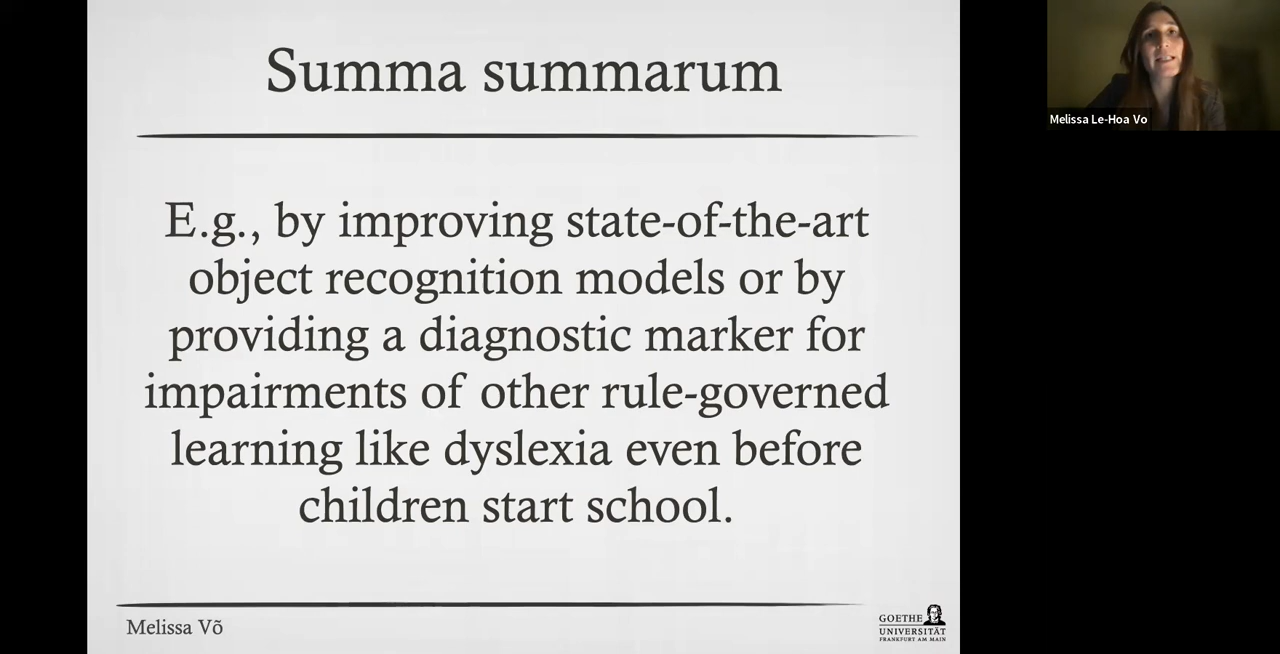 Summa summarum
Melissa Le-Hoa Vo
E.g., by improving state-of-the-art
object recognition models or by
providing a diagnostic marker for
impairments of other rule-governed
learning like dyslexia even before
children start school.
Melissa Võ
GOETHE
UNIVERSITÄT
FRANKFURT AM MAIN